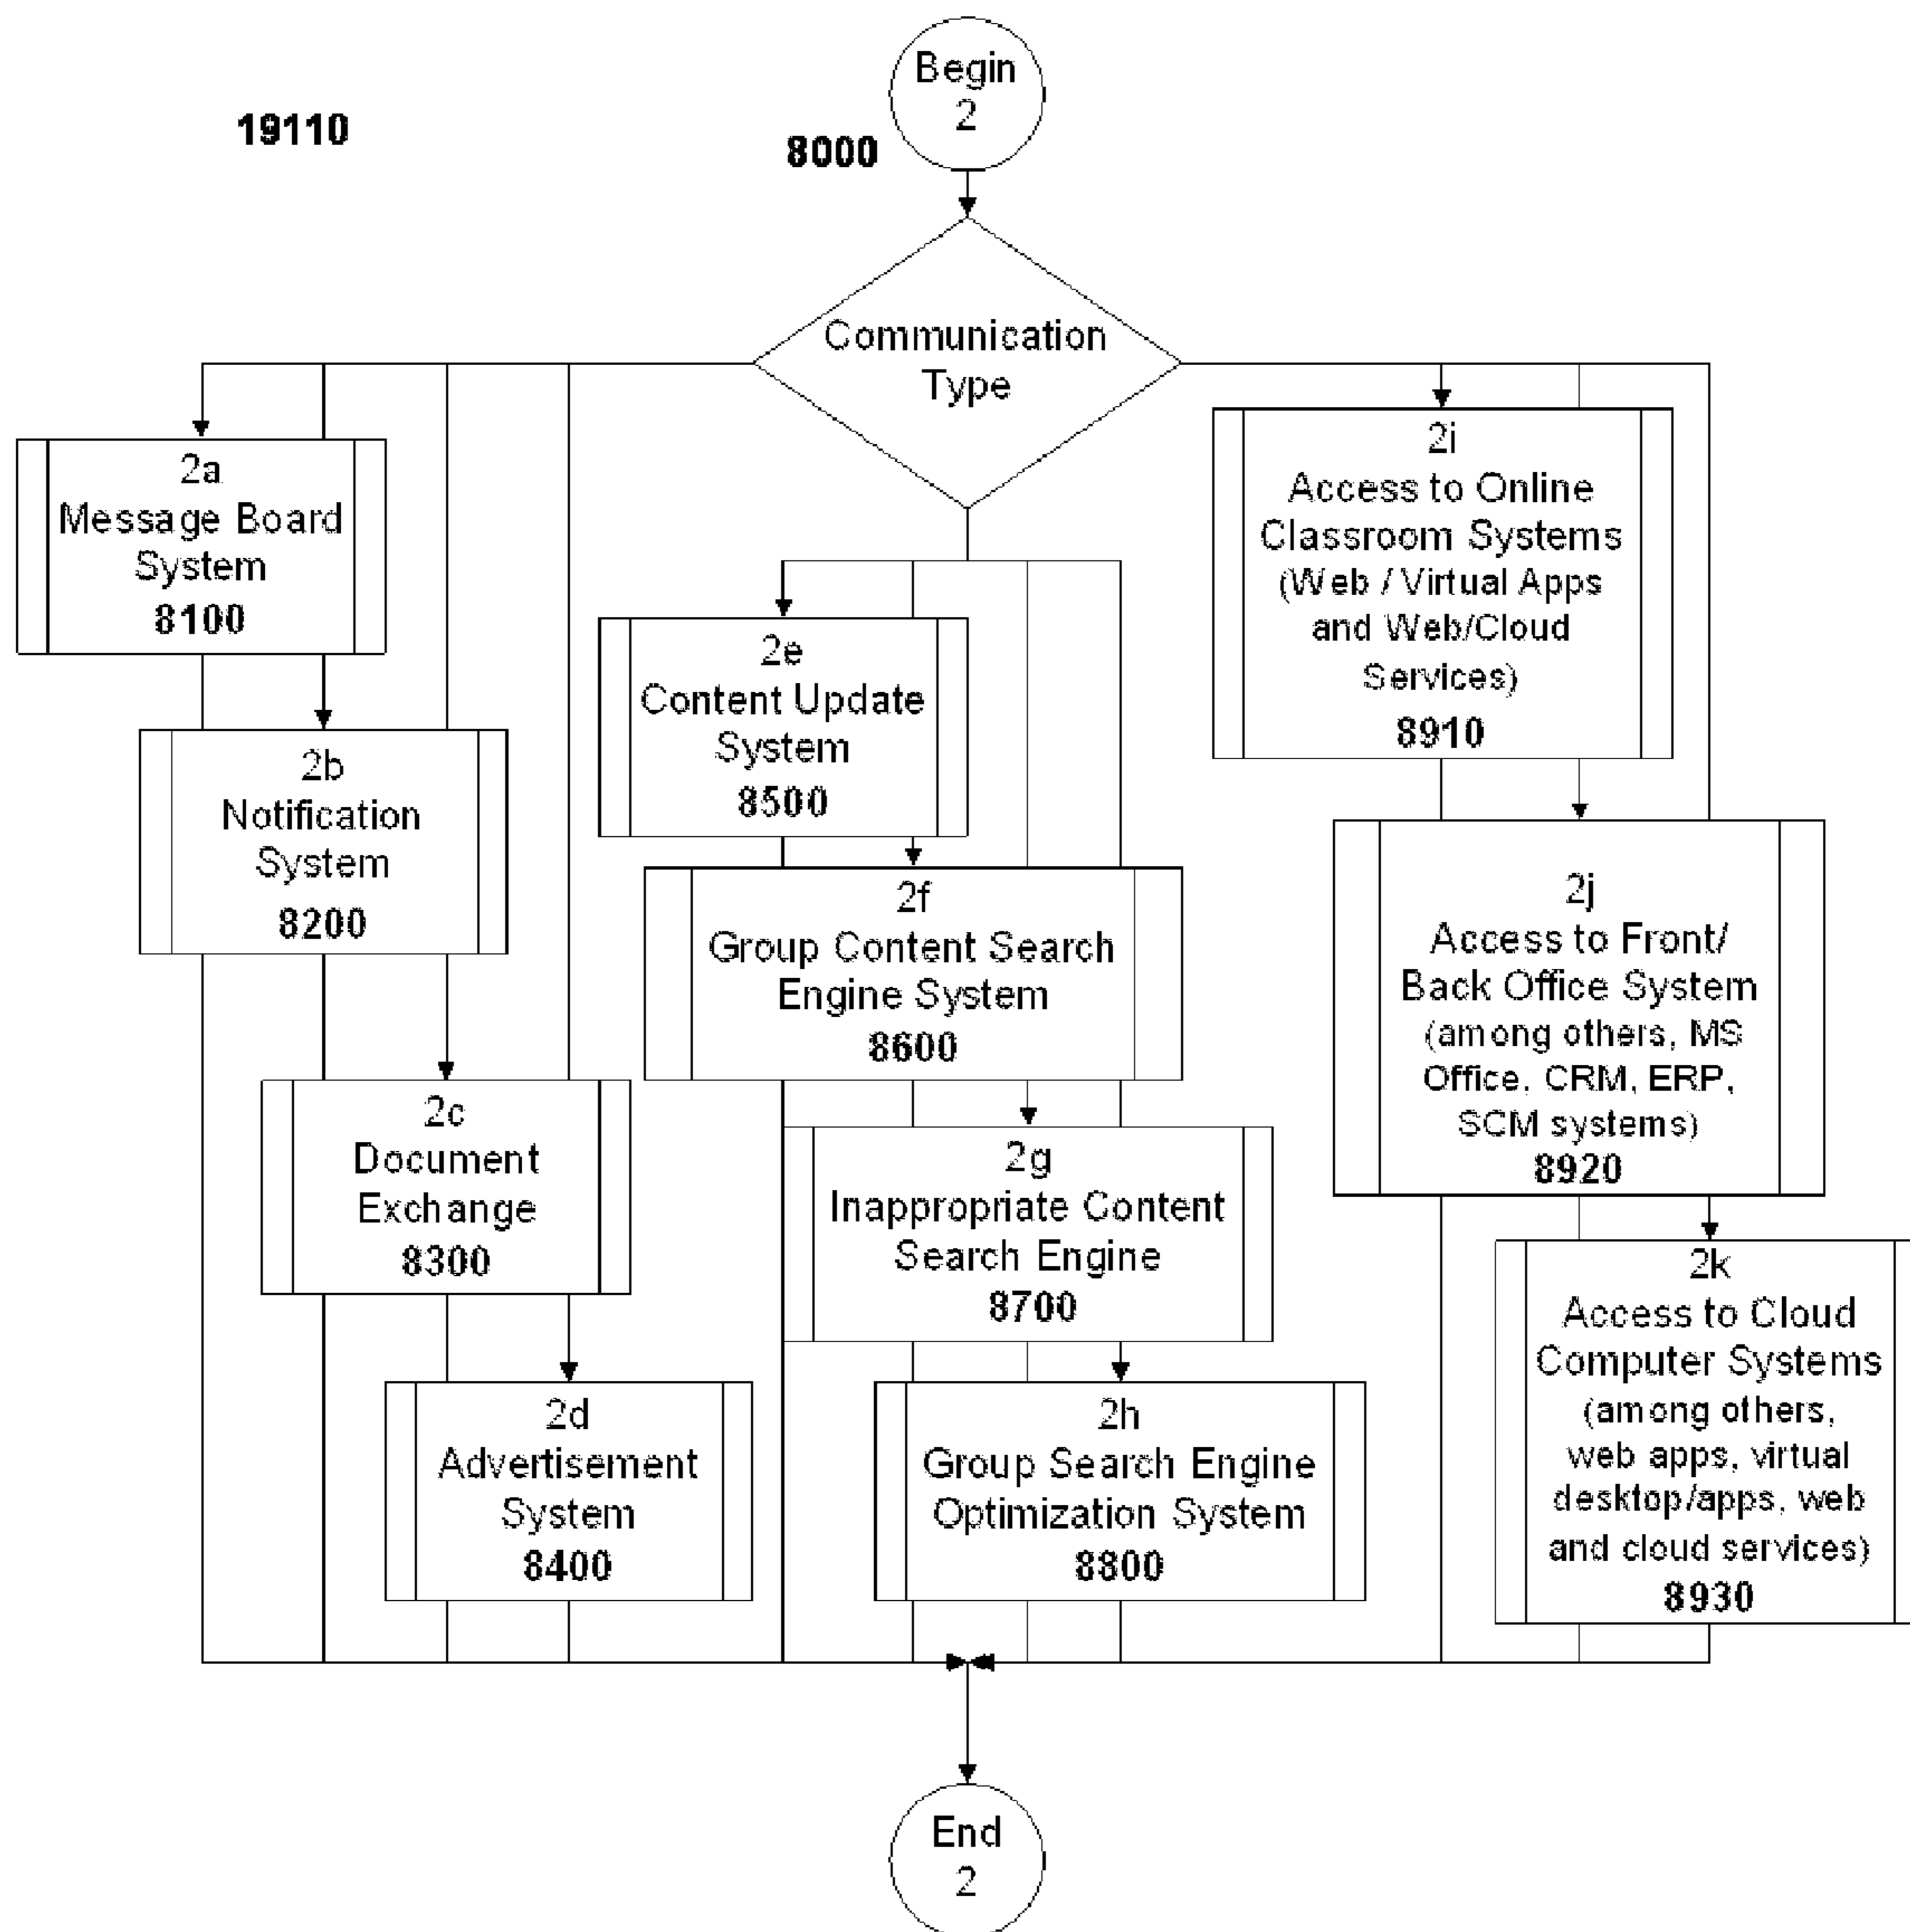 Begin
2
19110
8000
Communication
Type
2a
Message Board
System
8100
2b
Notification
System
8200
2c
Document
Exchange
8300
2d
Advertisement
System
8400
2e
Content Update
System
8500
2f
Group Content Search
Engine System
8600
2g
Inappropriate Content
Search Engine
8700
2h
Group Search Engine
Optimization System
8800
2i
Access to Online
Classroom Systems
(Web / Virtual Apps
and Web/Cloud
Services)
8910
2j
Access to Front/
Back Office System
(among others, MS
Office, CRM, ERP,
SCM systems)
8920
2k
Access to Cloud
Computer Systems
(among others,
web apps, virtual
desktop/apps, web
and cloud services)
8930
End
2